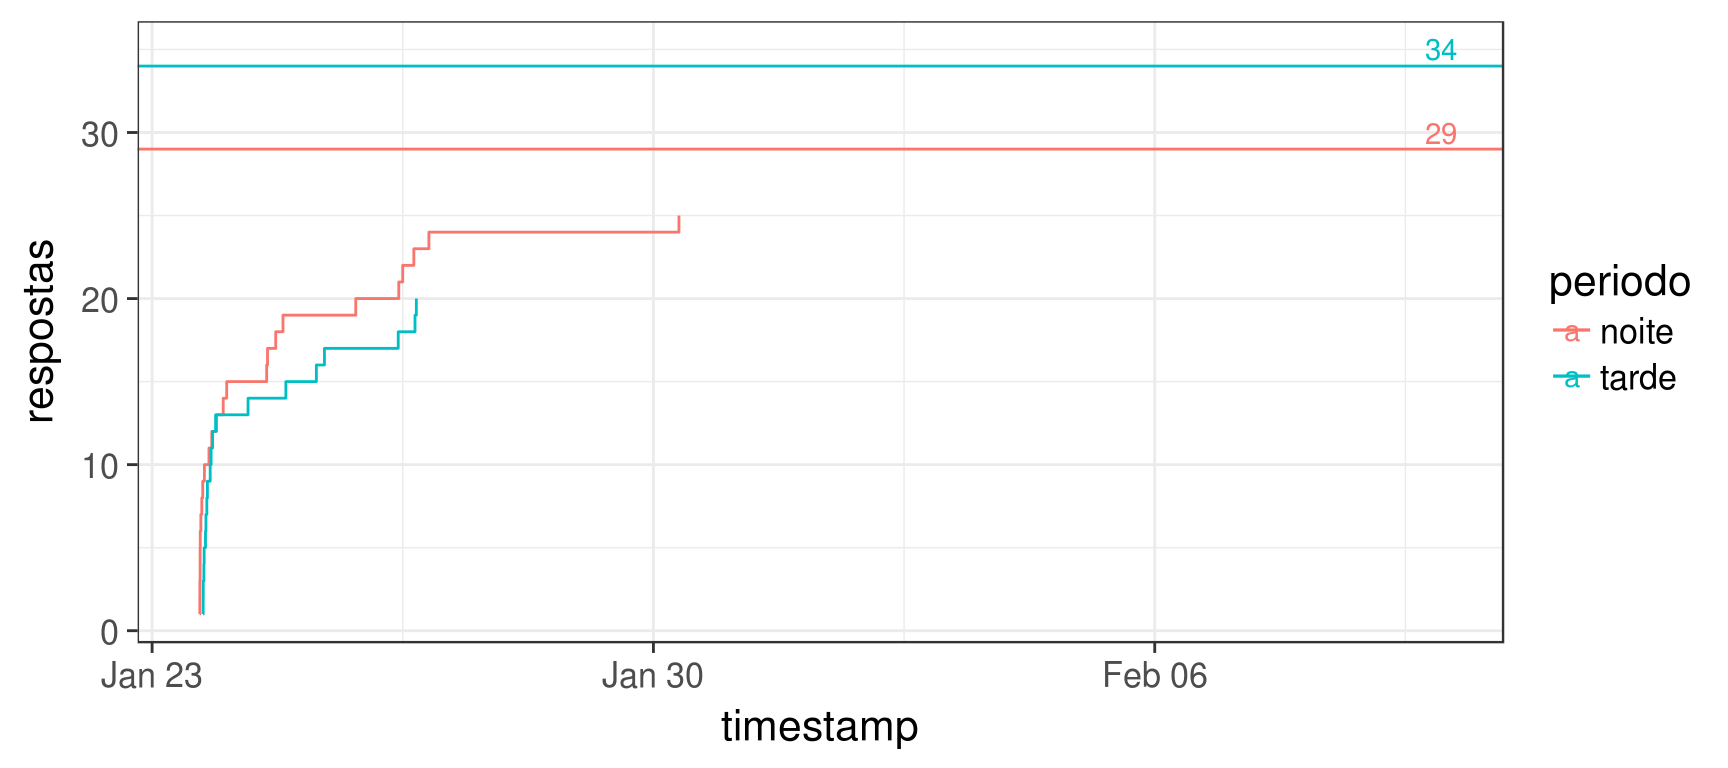 34
29
30
20
10
0
respostas
Jan 23
Jan 30
Feb 06
timestamp
periodo
a noite
a tarde